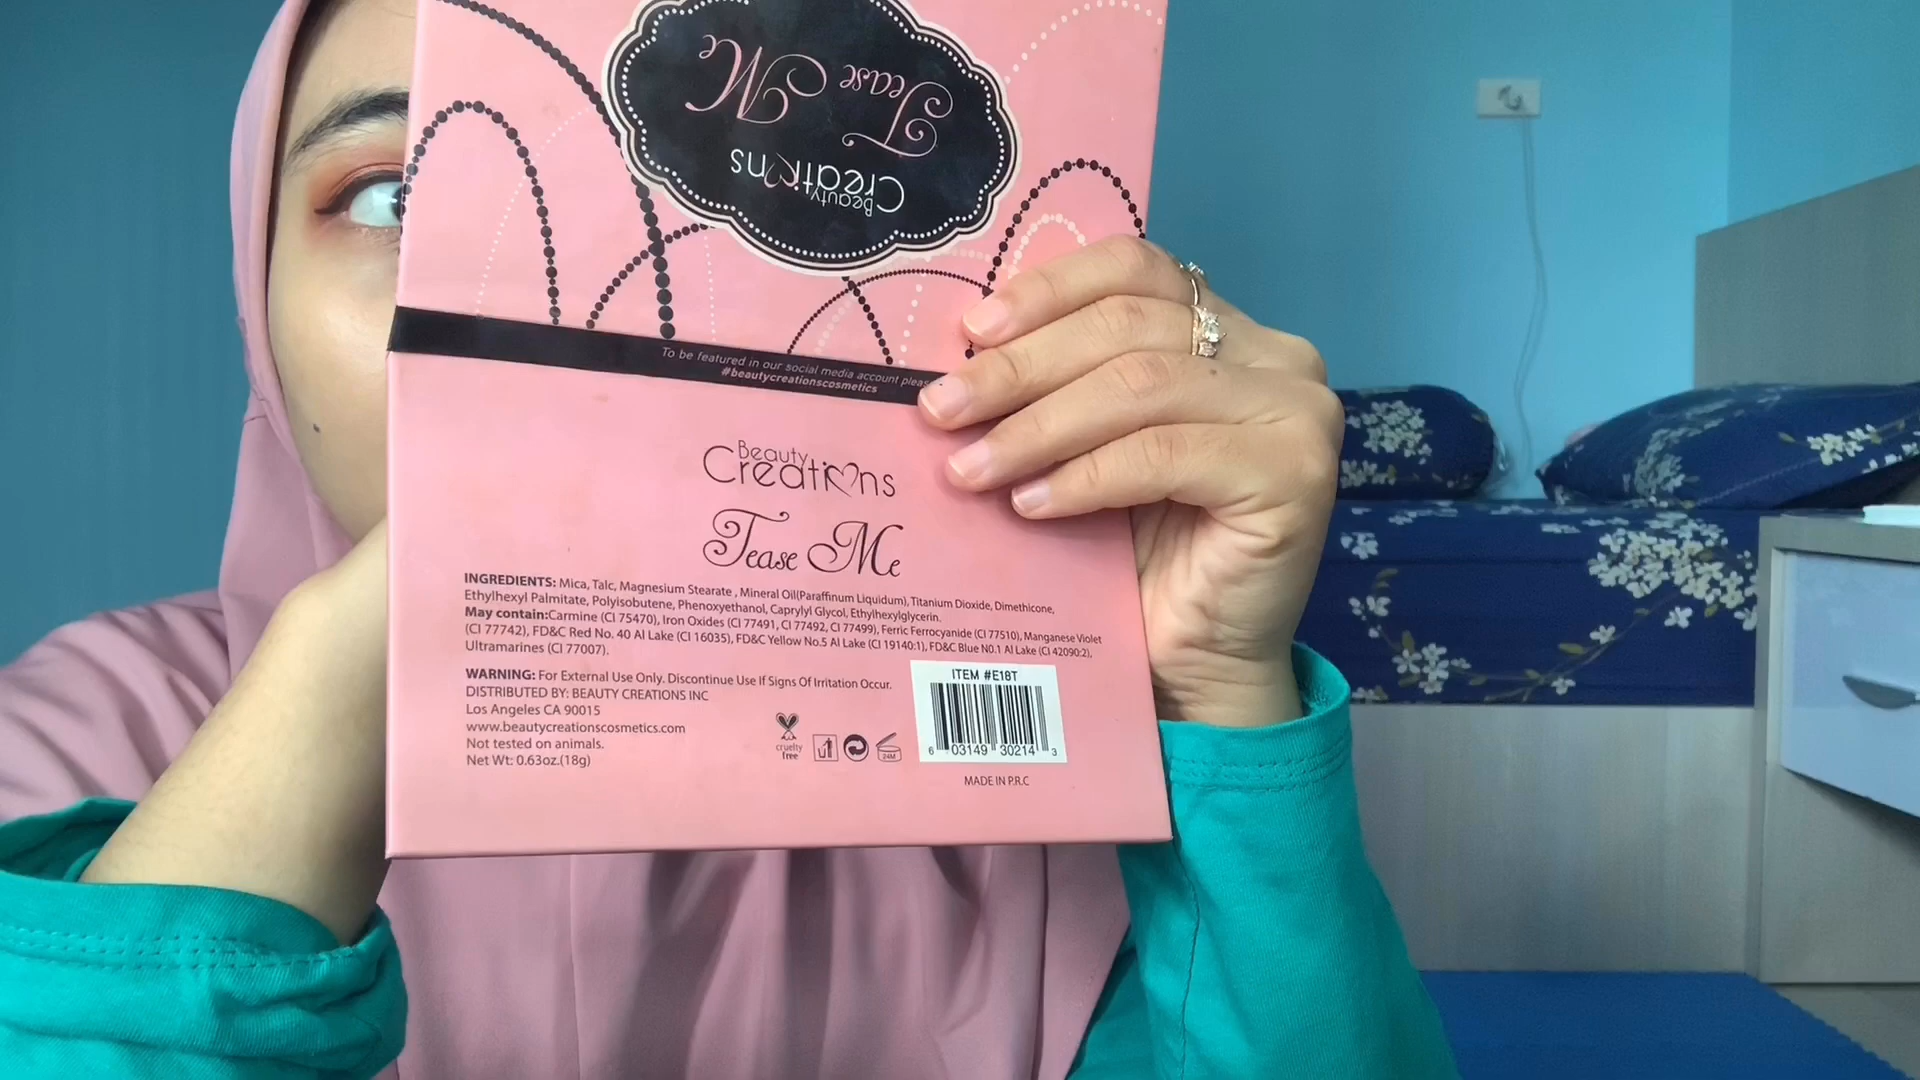 Tease Me
Beauty
Creations
To be featured in our social media account
#beautycreationscosmetics
Beauty
Creations
Tease Me
INGREDIENTS: Mica, Talc, Magnesium Stearate , Mineral Oil(Paraffinum Liquidum), Titanium Dioxide, Dimethicone,
Ethylhexyl Palmitate, Polyisobutene, Phenoxyethanol, Caprylyl Glycol, Ethylhexylglycerin.
May contain:Carmine (CI 75470), Iron Oxides (CI 77491, CI 77492, CI 77499), Ferric Ferrocyanide (CI 77510), Manganese Violet
(CI 77742), FD&C Red No. 40 Al Lake (CI 16035), FD&C Yellow No.5 Al Lake (CI 19140:1), FD&C Blue N0.1 Al Lake (CI 42090:2),
Ultramarines (CI 77007).
WARNING: For External Use Only. Discontinue Use If Signs Of Irritation Occur.
DISTRIBUTED BY: BEAUTY CREATIONS INC
Los Angeles CA 90015
www.beautycreationscosmetics.com
Not tested on animals.
Net Wt: 0.63oz.(18g)
cruelty
free
24M
ITEM #E18T
6 03149 30214 3
MADE IN P.R.C